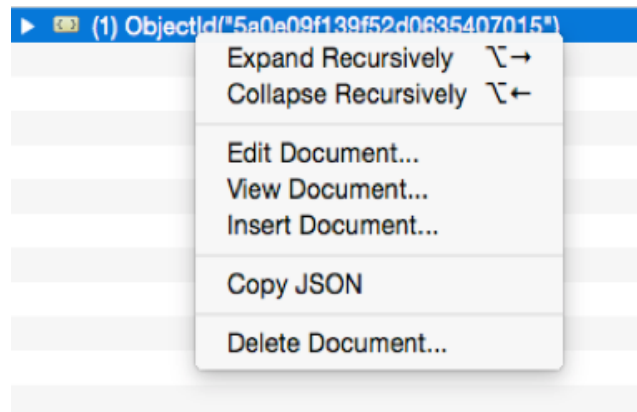 (1) ObjectId("5a0e09f139f52d0635407015")
Expand Recursively ⌥→
Collapse Recursively ⌥←
Edit Document...
View Document...
Insert Document...
Copy JSON
Delete Document...